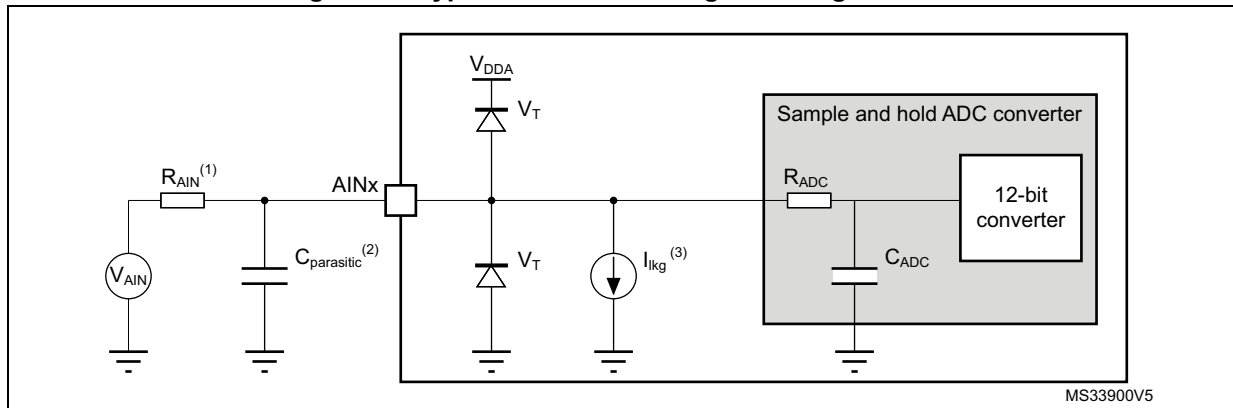 V_DDA
V_T
Sample and hold ADC converter
R_AIN^(1)
AINx
R_ADC
12-bit
converter
V_AIN
C_parasitic^(2)
V_T
I_lkg^(3)
C_ADC
MS33900V5